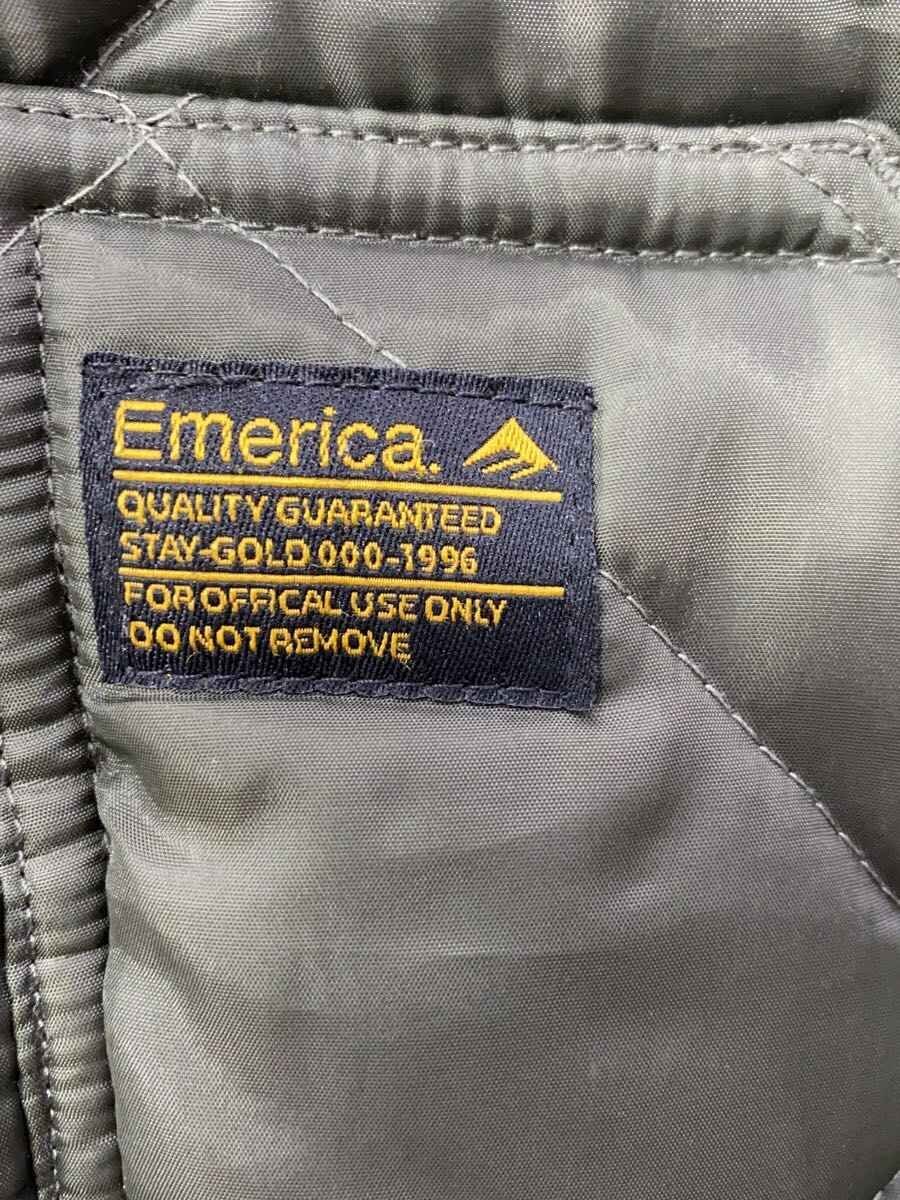 Emerica.
QUALITY GUARANTEED
STAY-GOLD 000-1996
FOR OFFICAL USE ONLY
DO NOT REMOVE